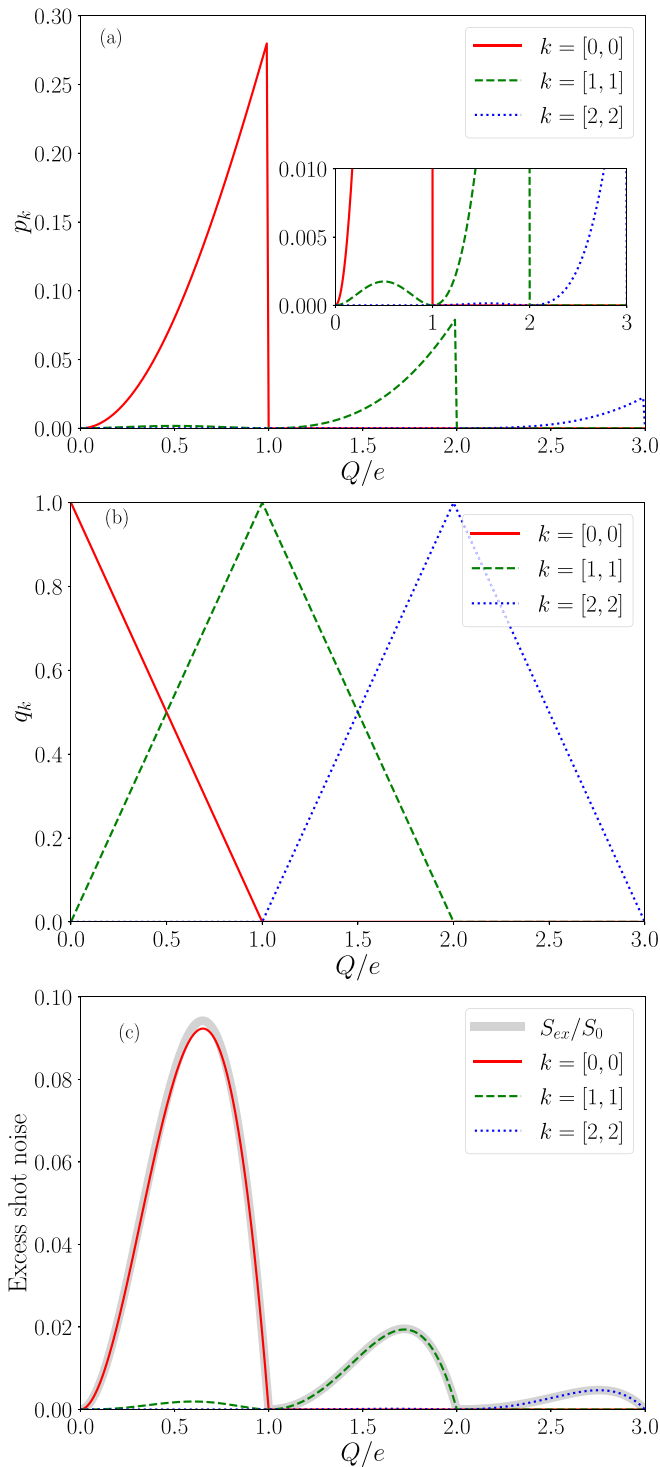 (a)
k = [0, 0]
k = [1, 1]
k = [2, 2]
0.30
0.25
0.20
0.15
0.10
0.05
0.00
p_k
0.010
0.005
0.000
0 1 2 3
0.0 0.5 1.0 1.5 2.0 2.5 3.0
Q/e
(b)
k = [0, 0]
k = [1, 1]
k = [2, 2]
1.0
0.8
0.6
0.4
0.2
0.0
q_k
0.0 0.5 1.0 1.5 2.0 2.5 3.0
Q/e
(c)
S_{ex}/S_0
k = [0, 0]
k = [1, 1]
k = [2, 2]
0.10
0.08
0.06
0.04
0.02
0.00
Excess shot noise
0.0 0.5 1.0 1.5 2.0 2.5 3.0
Q/e